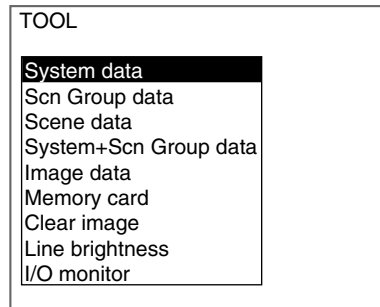 TOOL
System data
Scn Group data
Scene data
System+Scn Group data
Image data
Memory card
Clear image
Line brightness
I/O monitor